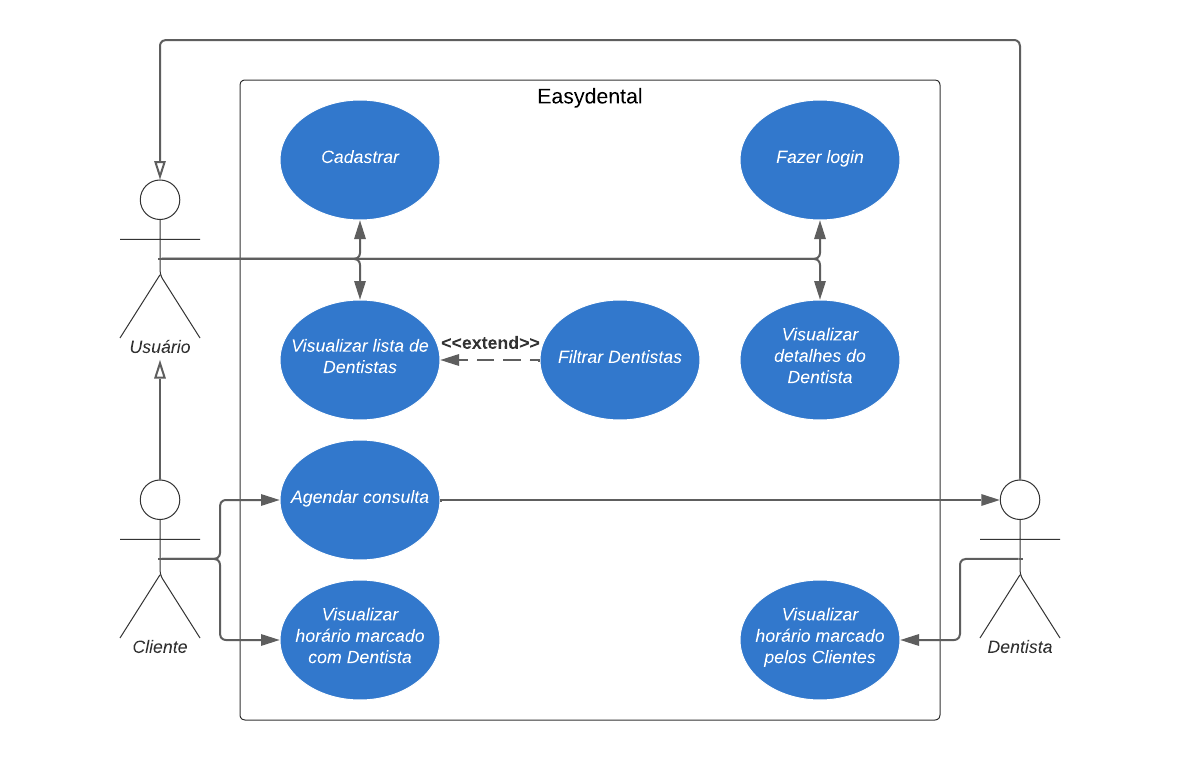 Easydental
Cadastrar
Fazer login
Usuário
Visualizar lista de
Dentistas
<<extend>>
Filtrar Dentistas
Visualizar
detalhes do
Dentista
Agendar consulta
Cliente
Visualizar
horário marcado
com Dentista
Visualizar
horário marcado
pelos Clientes
Dentista